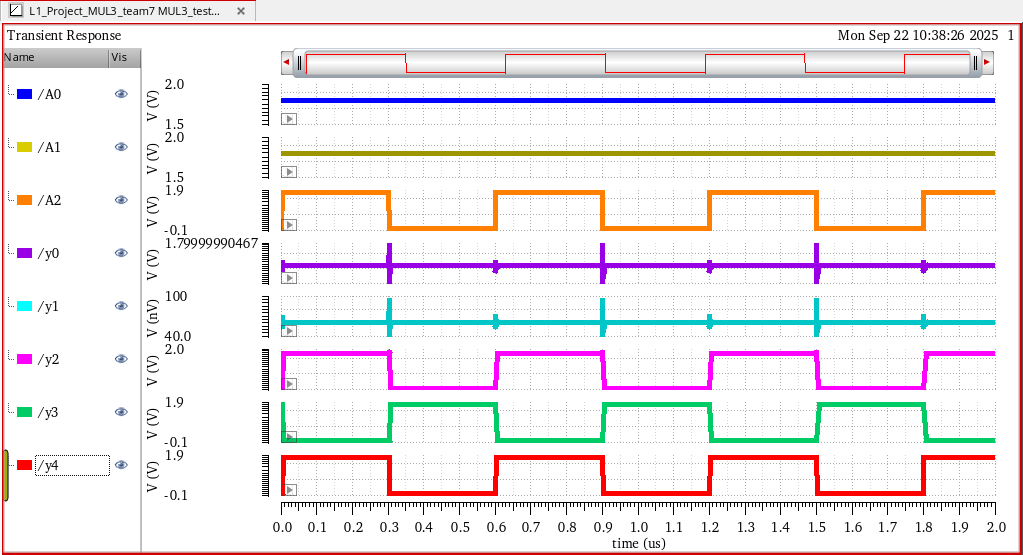 L1_Project_MUL3_team7 MUL3_test...
Transient Response
Mon Sep 22 10:38:26 2025 1
Name Vis
/A0
V (V)
2.0
1.5
/A1
V (V)
2.0
1.5
/A2
V (V)
1.9
-0.1
/y0
V (V)
1.79999990467
/y1
V (nV)
100
40.0
/y2
V (V)
2.0
/y3
V (V)
1.9
-0.1
/y4
V (V)
1.9
-0.1
0.0 0.1 0.2 0.3 0.4 0.5 0.6 0.7 0.8 0.9 1.0 1.1 1.2 1.3 1.4 1.5 1.6 1.7 1.8 1.9 2.0
time (us)